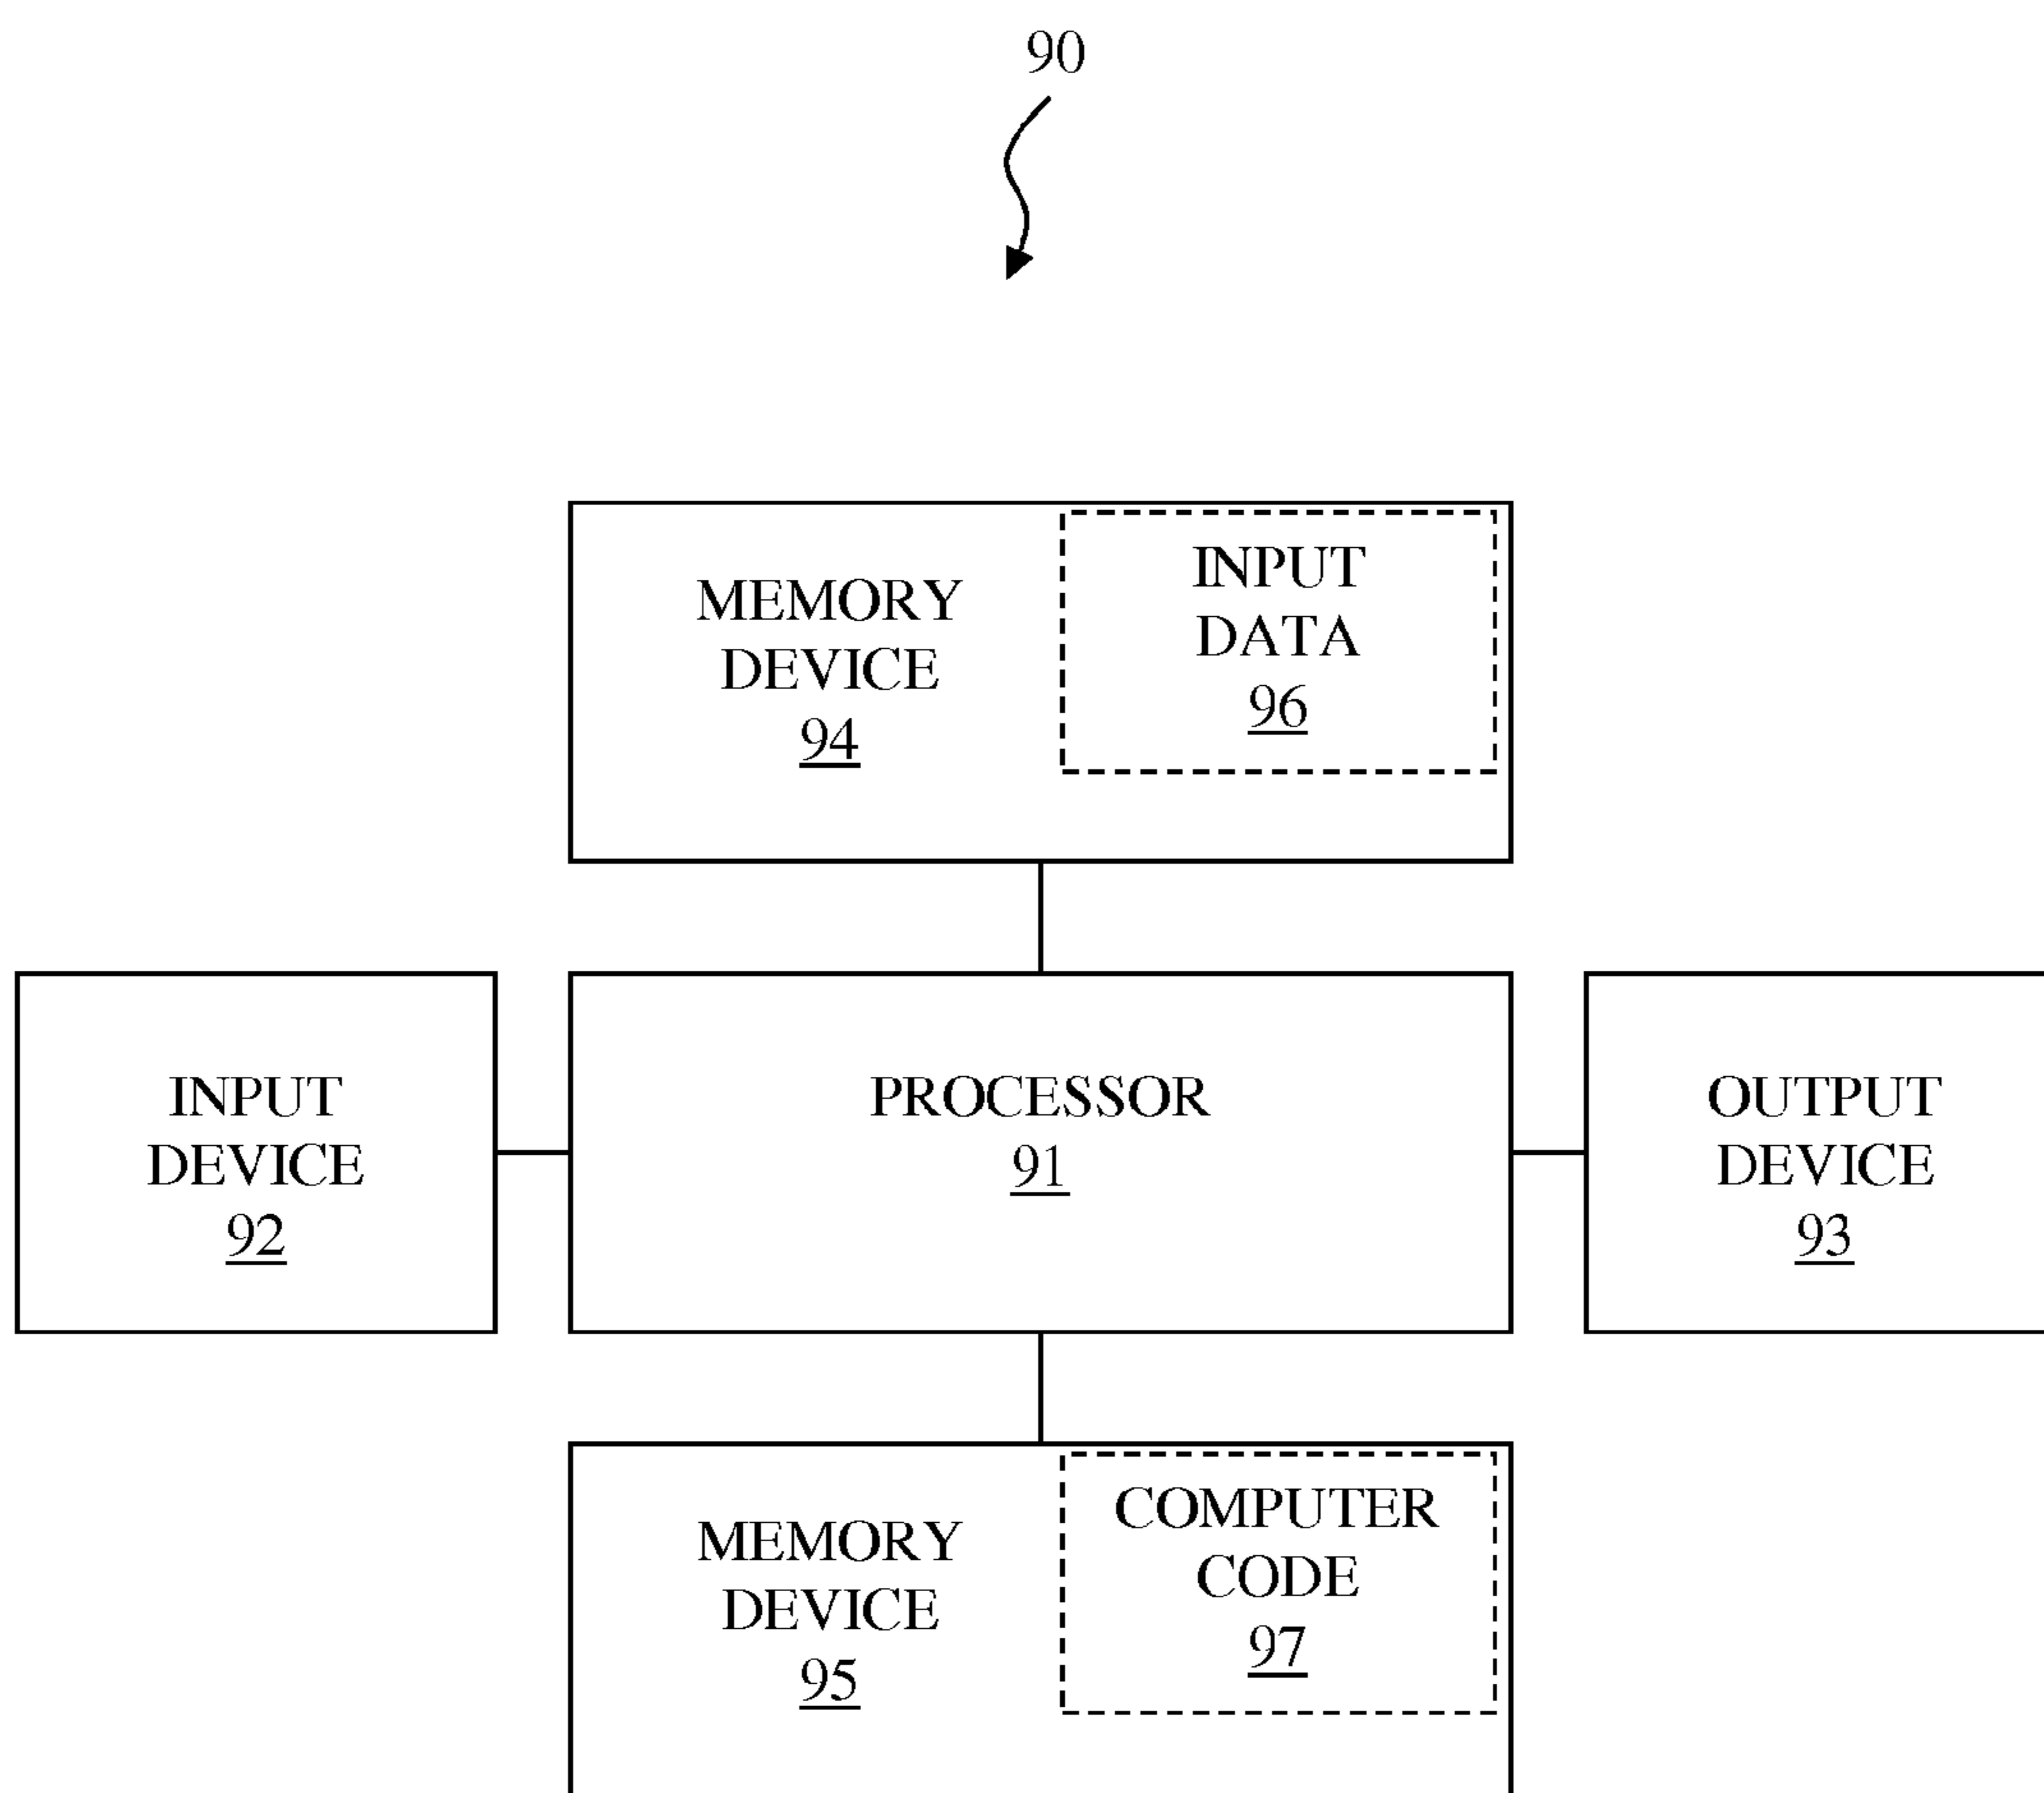 90
MEMORY
DEVICE
94
INPUT
DATA
96
INPUT
DEVICE
92
PROCESSOR
91
OUTPUT
DEVICE
93
MEMORY
DEVICE
95
COMPUTER
CODE
97